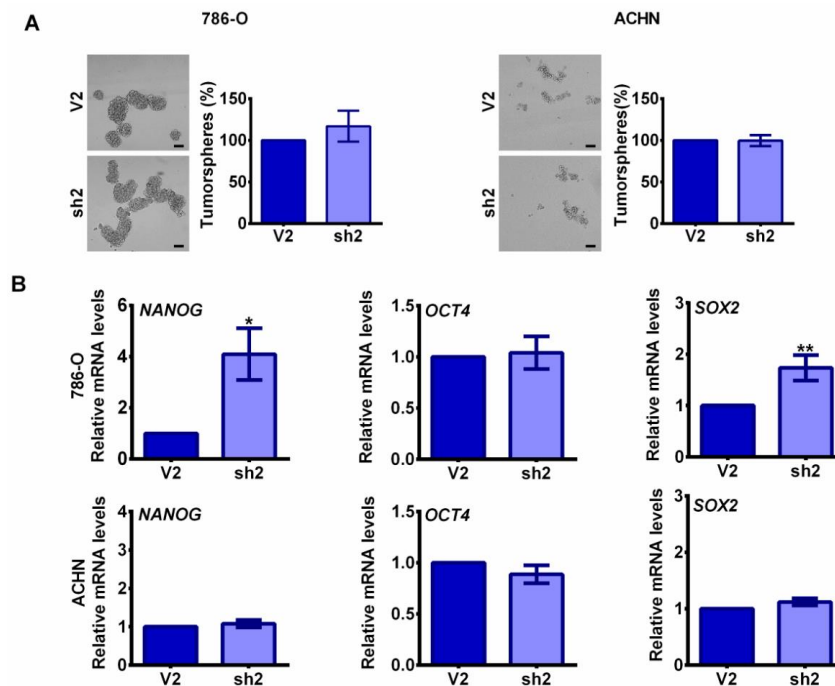 A
786-O
ACHN
V2
sh2
Tumorspheres (%)
150
100
50
0
V2
sh2
V2
sh2
Tumorspheres(%)
150
100
50
0
V2
sh2
B
786-O
Relative mRNA levels
6
4
2
0
NANOG
*
V2
sh2
Relative mRNA levels
1.5
1.0
0.5
0.0
OCT4
V2
sh2
Relative mRNA levels
3
2
1
0
SOX2
**
V2
sh2
ACHN
Relative mRNA levels
4
3
2
1
0
NANOG
V2
sh2
Relative mRNA levels
1.5
1.0
0.5
0.0
OCT4
V2
sh2
Relative mRNA levels
3
2
1
0
SOX2
V2
sh2